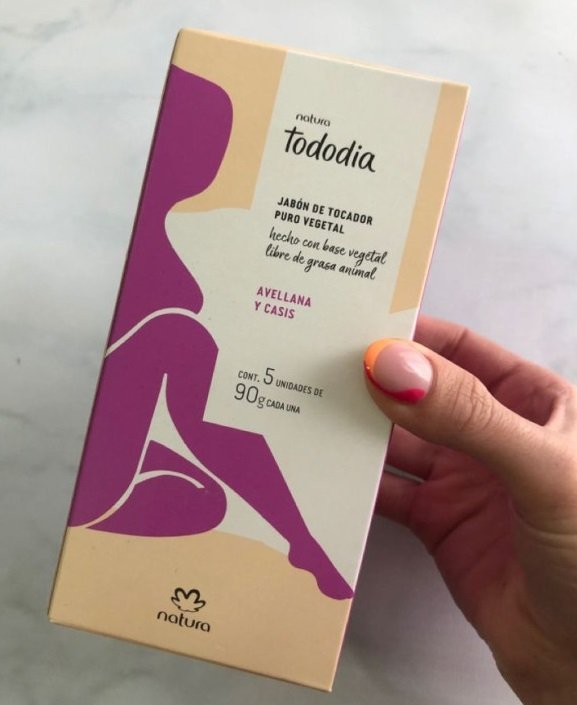 natura
tododia
JABÓN DE TOCADOR
PURO VEGETAL
hecho con base vegetal
libre de grasa animal
AVELLANA
Y CASIS
CONT. 5 UNIDADES DE
90g CADA UNA
natura